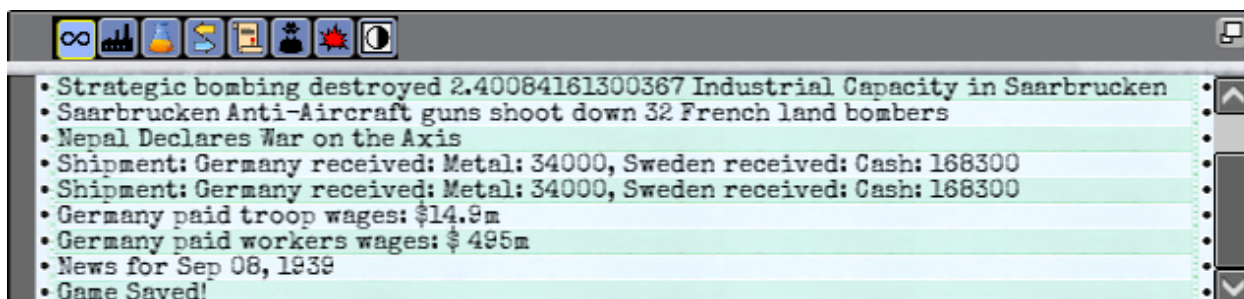 • Strategic bombing destroyed 2.40084161300367 Industrial Capacity in Saarbrucken
• Saarbrucken Anti-Aircraft guns shoot down 32 French land bombers
• Nepal Declares War on the Axis
• Shipment: Germany received: Metal: 34000, Sweden received: Cash: 168300
• Shipment: Germany received: Metal: 34000, Sweden received: Cash: 168300
• Germany paid troop wages: $14.9m
• Germany paid workers wages: $ 495m
• News for Sep 08, 1939
• Game Saved!